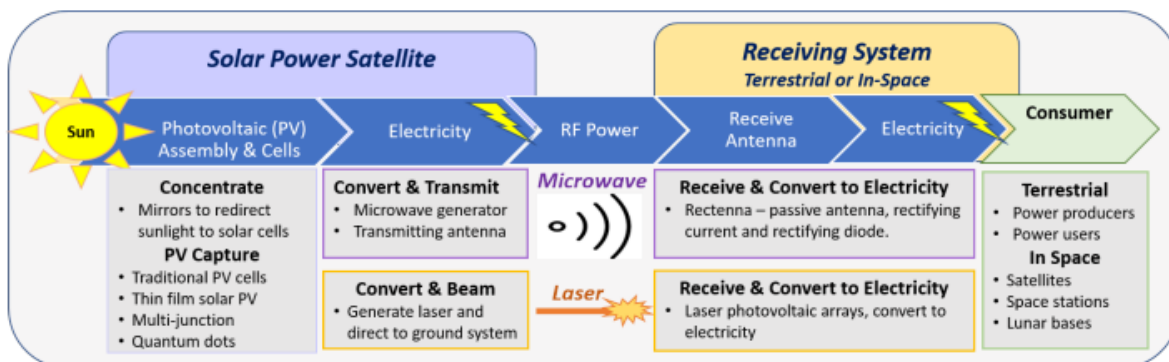 Solar Power Satellite
Receiving System
Terrestrial or In-Space
Sun
Photovoltaic (PV)
Assembly & Cells
Electricity
RF Power
Receive
Antenna
Electricity
Consumer
Concentrate
• Mirrors to redirect
sunlight to solar cells
PV Capture
• Traditional PV cells
• Thin film solar PV
• Multi-junction
• Quantum dots
Convert & Transmit
• Microwave generator
• Transmitting antenna
Microwave
Receive & Convert to Electricity
• Rectenna – passive antenna, rectifying
current and rectifying diode.
Convert & Beam
• Generate laser and
direct to ground system
Laser
Receive & Convert to Electricity
• Laser photovoltaic arrays, convert to
electricity
Terrestrial
• Power producers
• Power users
In Space
• Satellites
• Space stations
• Lunar bases